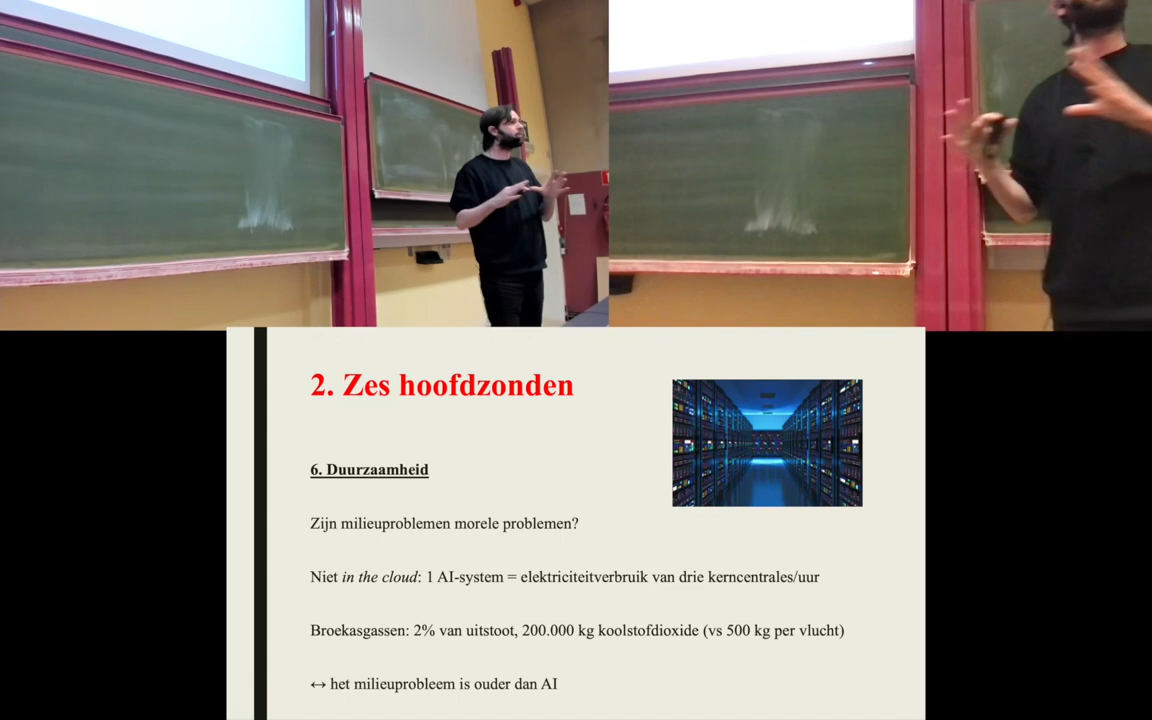 2. Zes hoofdzonden
6. Duurzaamheid
Zijn milieuproblemen morele problemen?
Niet in the cloud: 1 AI-system = elektriciteitverbruik van drie kerncentrales/uur
Broekasgassen: 2% van uitstoot, 200.000 kg koolstofdioxide (vs 500 kg per vlucht)
↔ het milieuprobleem is ouder dan AI